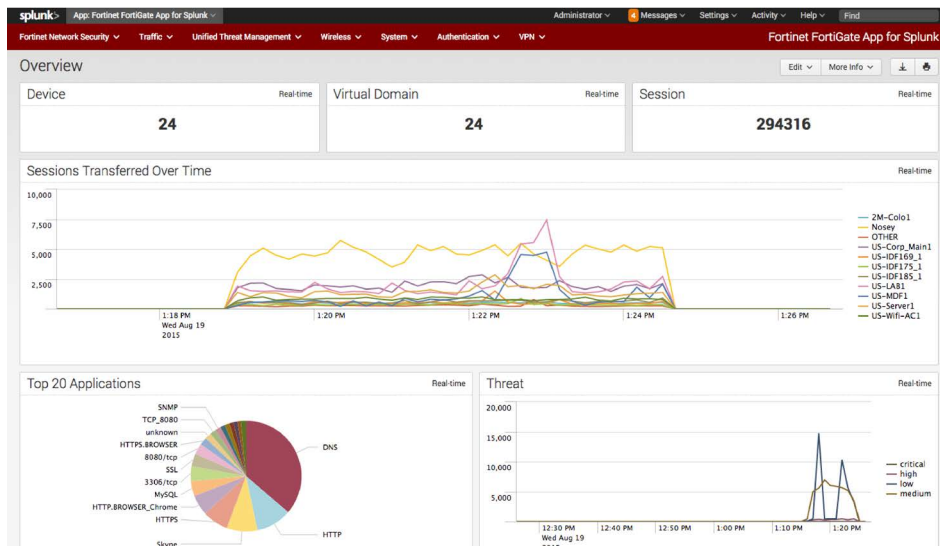 splunk> App: Fortinet FortiGate App for Splunk Administrator 4 Messages Settings Activity Help Find
Fortinet Network Security Traffic Unified Threat Management Wireless System Authentication VPN Fortinet FortiGate App for Splunk
Overview Edit More Info
Device Real-time Virtual Domain Real-time Session Real-time
24 24 294316
Sessions Transferred Over Time Real-time
10,000
7,500
5,000
2,500
2M-Colo1
Nosey
OTHER
US-Corp_Main1
US-IDF169_1
US-IDF175_1
US-IDF185_1
US-LAB1
US-MDF1
US-Server1
US-Wifi-AC1
1:18 PM 1:20 PM 1:22 PM 1:24 PM 1:26 PM
Wed Aug 19
2015
Top 20 Applications Real-time
SNMP
TCP_8080
unknown
HTTPS.BROWSER
8080/tcp
SSL
3306/tcp
MySQL
HTTP.BROWSER_Chrome
HTTPS
Skype
DNS
HTTP
Threat Real-time
20,000
15,000
10,000
5,000
critical
high
low
medium
12:30 PM 12:40 PM 12:50 PM 1:00 PM 1:10 PM 1:20 PM
Wed Aug 19